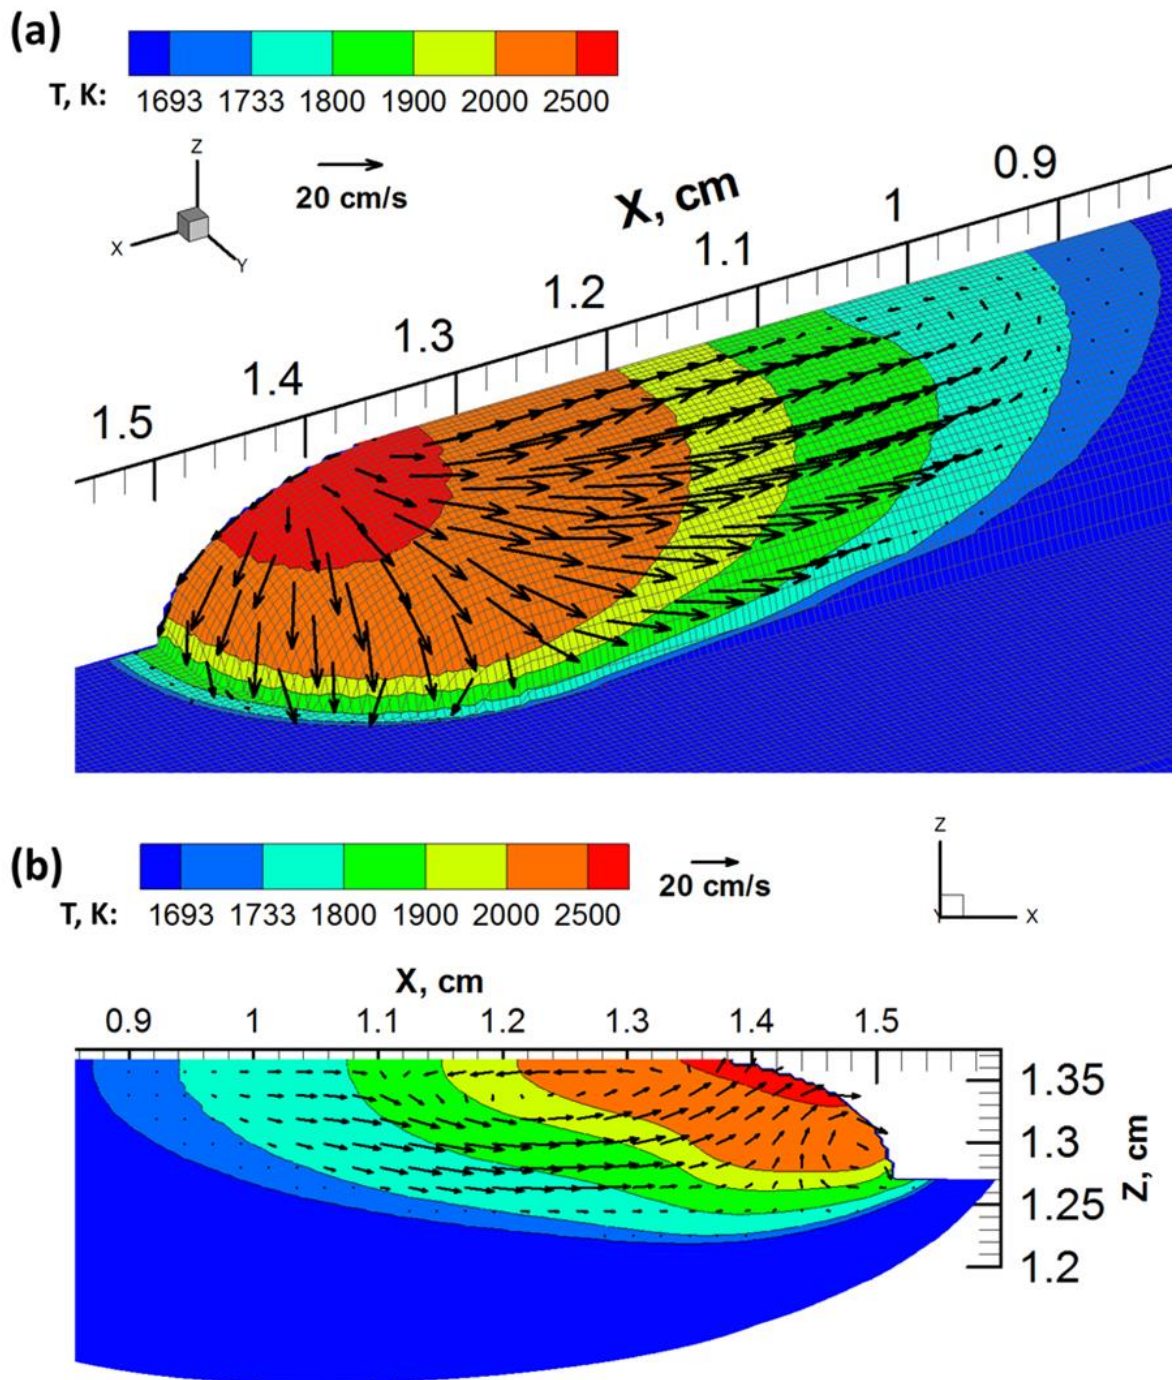 (a)
T, K: 1693 1733 1800 1900 2000 2500
Z
X
Y
20 cm/s
X, cm
1.5 1.4 1.3 1.2 1.1 1 0.9
(b)
T, K: 1693 1733 1800 1900 2000 2500
20 cm/s
Z
Y
X
X, cm
0.9 1 1.1 1.2 1.3 1.4 1.5
1.35
1.3
1.25
1.2
Z, cm